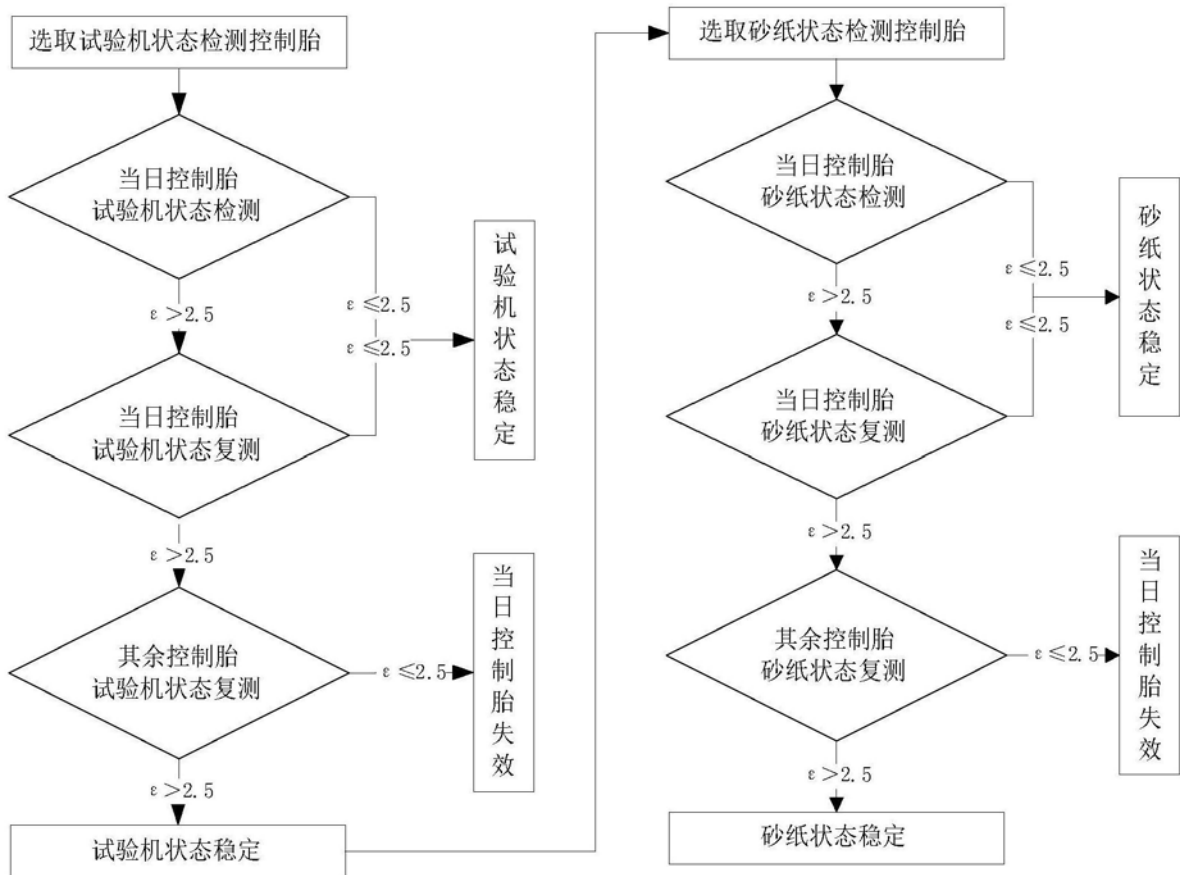 选取试验机状态检测控制胎
当日控制胎
试验机状态检测
ε≤2.5
ε>2.5
ε≤2.5
试验机状态稳定
当日控制胎
试验机状态复测
ε>2.5
其余控制胎
试验机状态复测
ε≤2.5
当日控制胎失效
ε>2.5
试验机状态稳定
选取砂纸状态检测控制胎
当日控制胎
砂纸状态检测
ε≤2.5
ε>2.5
ε≤2.5
砂纸状态稳定
当日控制胎
砂纸状态复测
ε>2.5
其余控制胎
砂纸状态复测
ε≤2.5
当日控制胎失效
ε>2.5
砂纸状态稳定